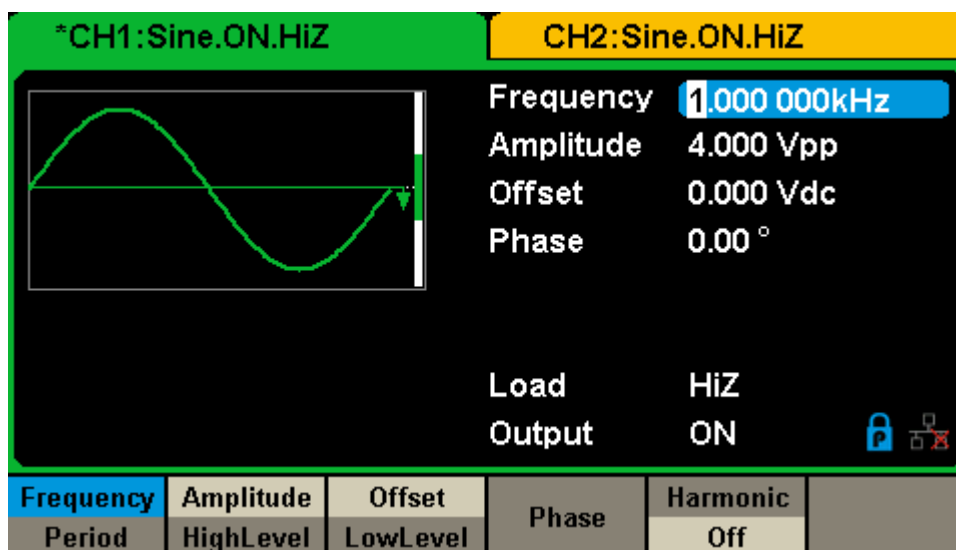 *CH1:Sine.ON.HiZ CH2:Sine.ON.HiZ
Frequency 1.000 000kHz
Amplitude 4.000 Vpp
Offset 0.000 Vdc
Phase 0.00 °
Load HiZ
Output ON P
Frequency Amplitude Offset Phase Harmonic
Period HighLevel LowLevel Off